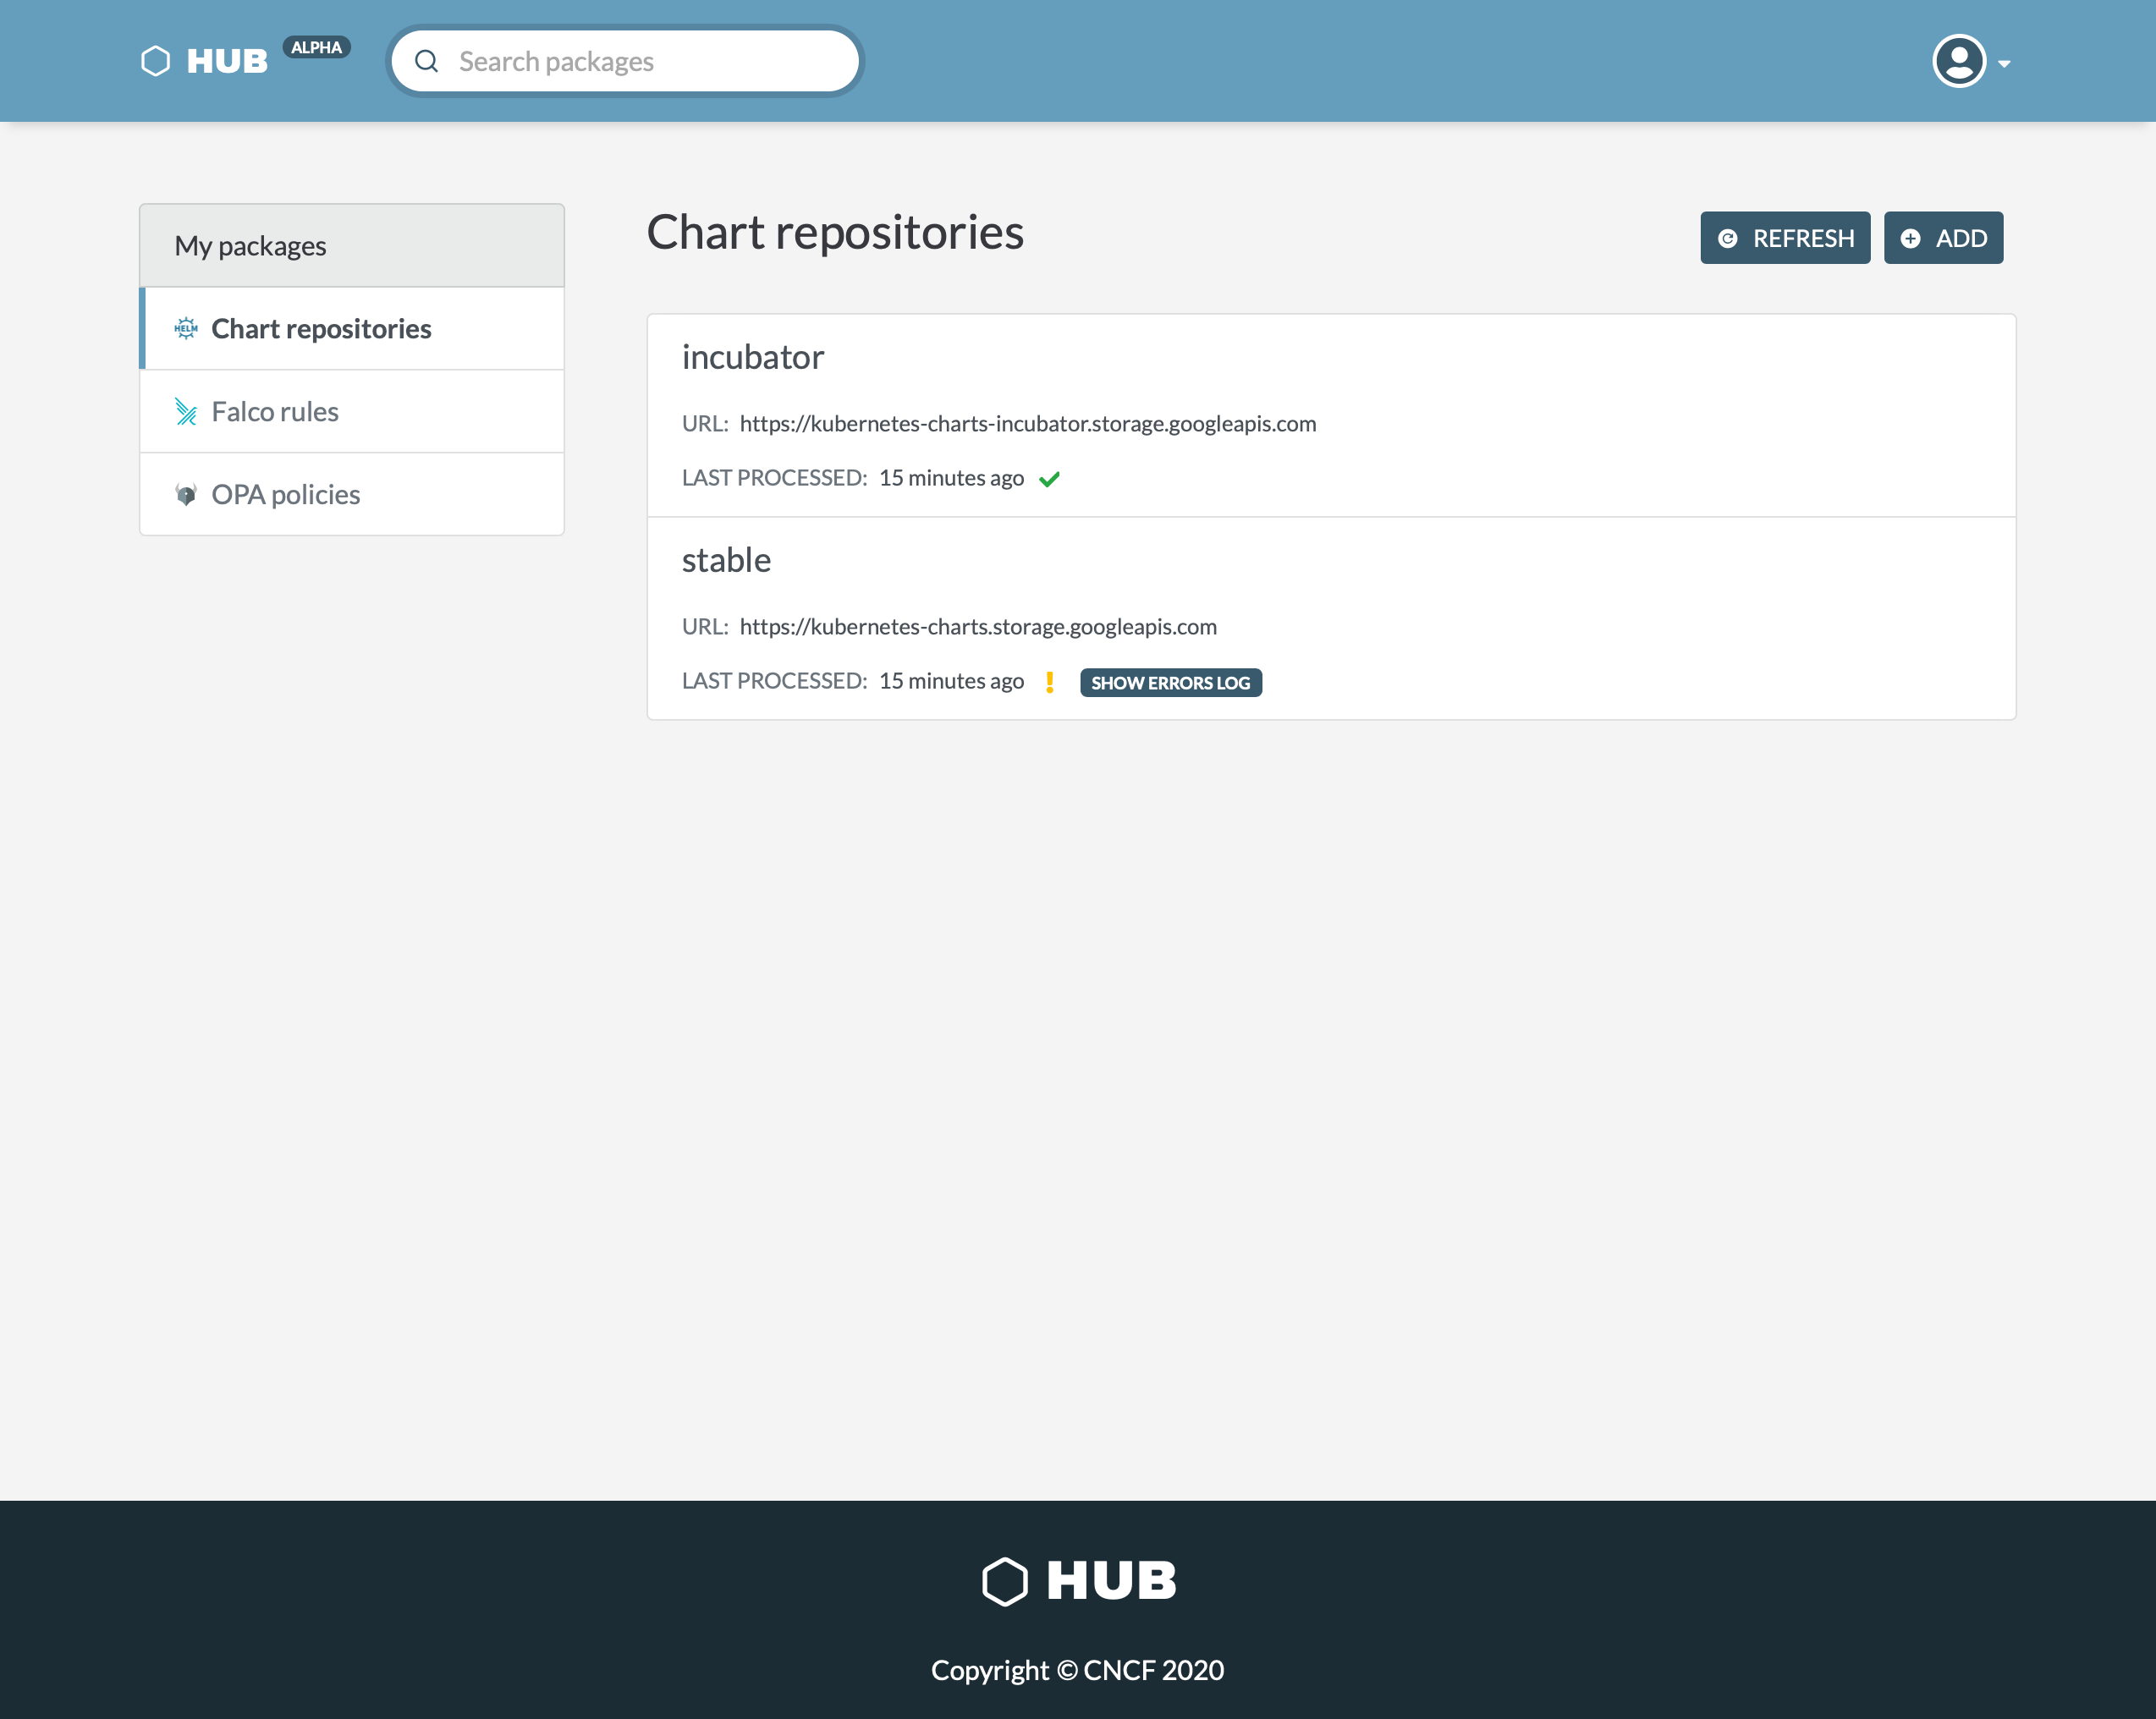 HUB ALPHA
Search packages
My packages
HELM Chart repositories
Falco rules
OPA policies
Chart repositories
REFRESH
ADD
incubator
URL: https://kubernetes-charts-incubator.storage.googleapis.com
LAST PROCESSED: 15 minutes ago
stable
URL: https://kubernetes-charts.storage.googleapis.com
LAST PROCESSED: 15 minutes ago SHOW ERRORS LOG
HUB
Copyright © CNCF 2020